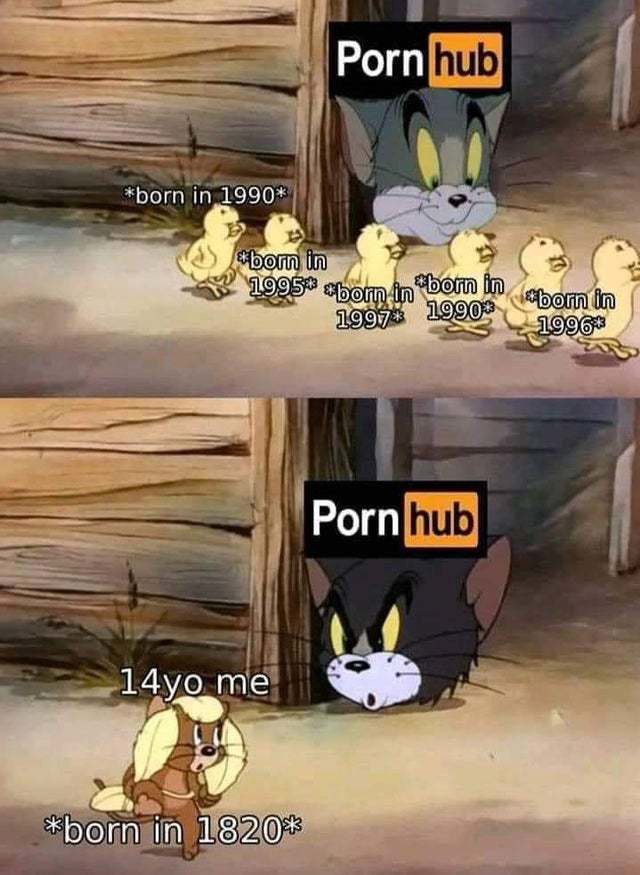 Porn hub
*born in 1990*
*born in
1995*
*born in
1997*
*born in
1990*
*born in
1996*
Porn hub
14yo me
*born in 1820*